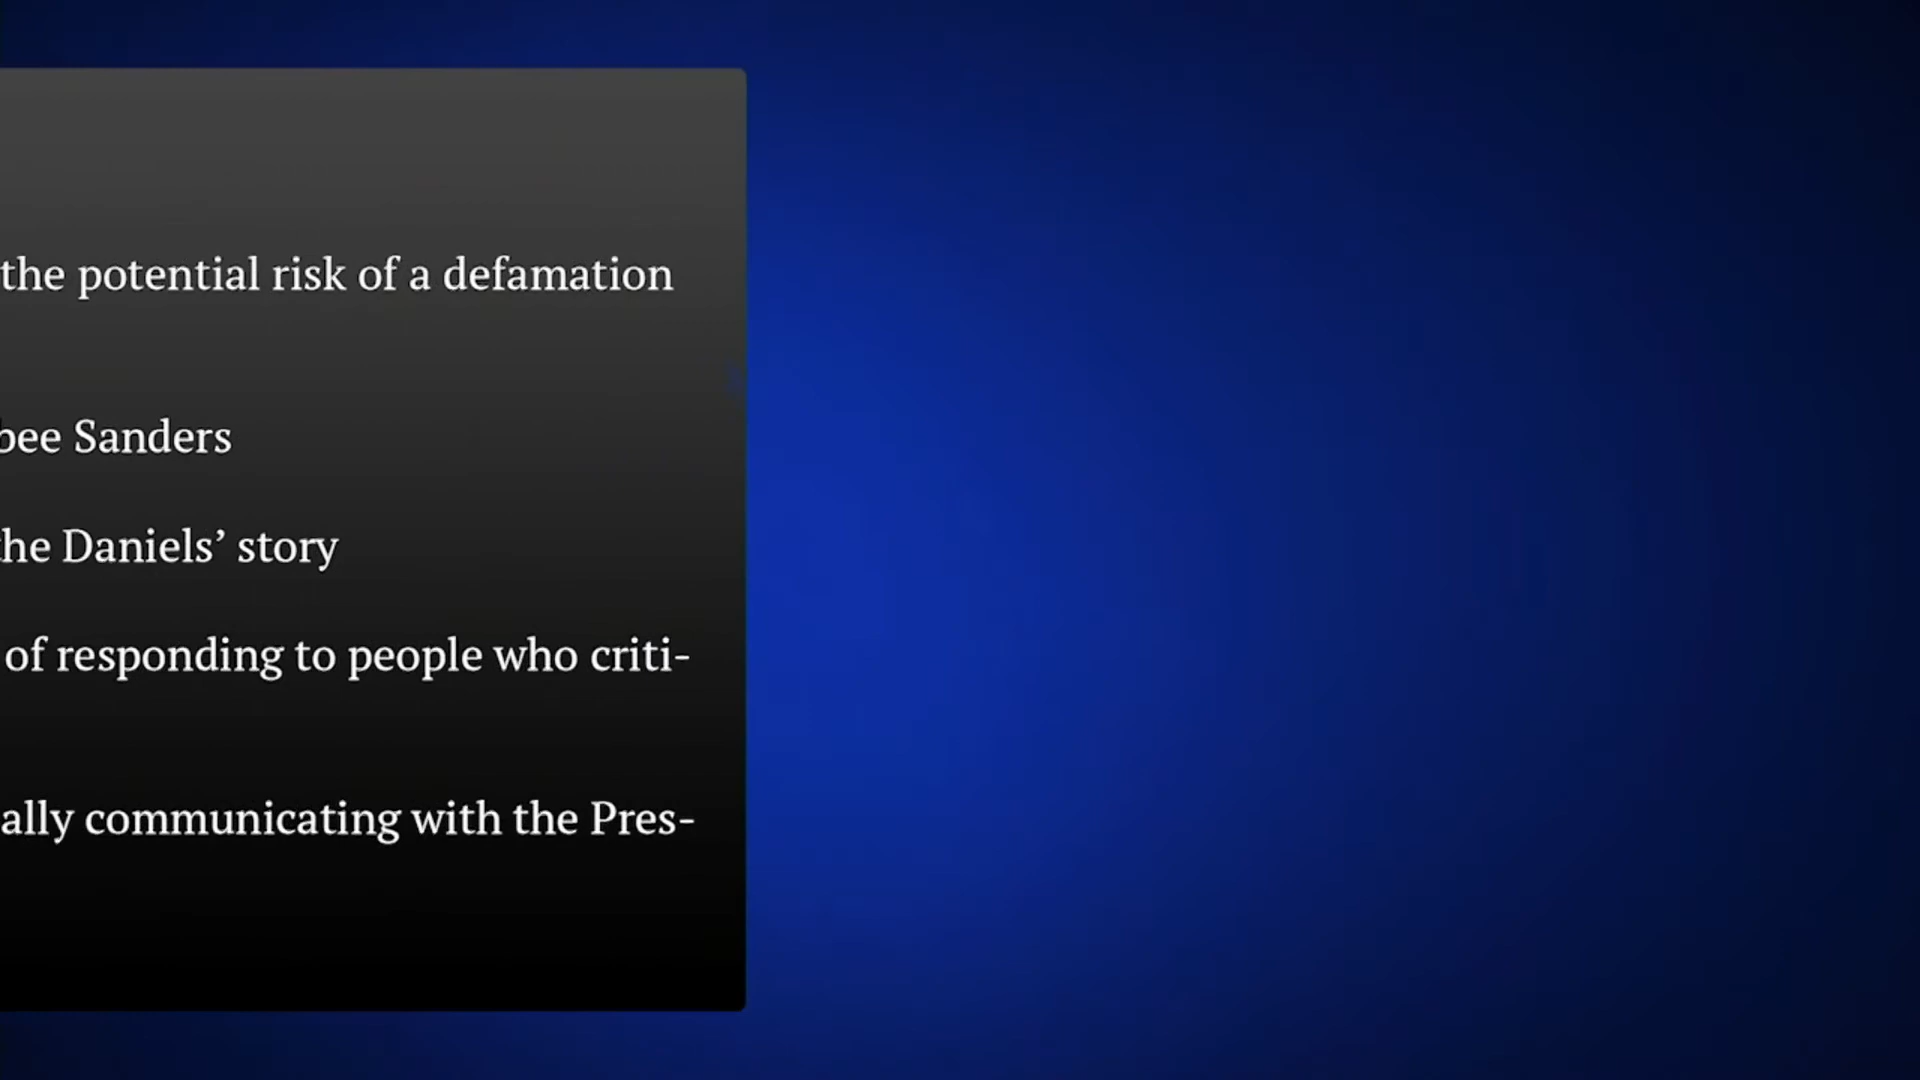 the potential risk of a defamation
bee Sanders
the Daniels’ story
of responding to people who criti-
ally communicating with the Pres-